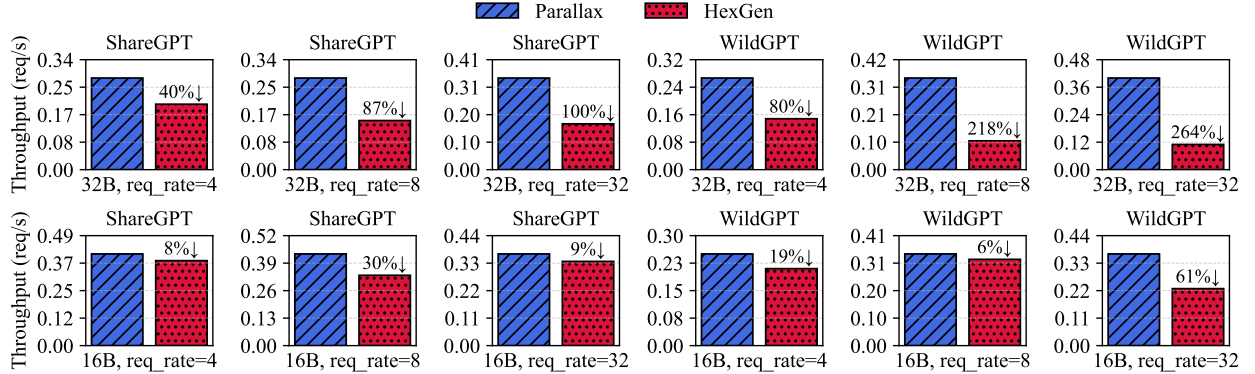 Parallax HexGen
ShareGPT ShareGPT ShareGPT WildGPT WildGPT WildGPT
Throughput (req/s)
0.34 0.34 0.41 0.32 0.42 0.48
0.25 0.25 0.31 0.24 0.31 0.36
0.17 0.17 0.20 0.16 0.21 0.24
0.08 0.08 0.10 0.08 0.10 0.12
0.00 0.00 0.00 0.00 0.00 0.00
40%↓ 87%↓ 100%↓ 80%↓ 218%↓ 264%↓
32B, req_rate=4 32B, req_rate=8 32B, req_rate=32 32B, req_rate=4 32B, req_rate=8 32B, req_rate=32
ShareGPT ShareGPT ShareGPT WildGPT WildGPT WildGPT
Throughput (req/s)
0.49 0.52 0.44 0.30 0.41 0.44
0.37 0.39 0.33 0.23 0.31 0.33
0.25 0.26 0.22 0.15 0.20 0.22
0.12 0.13 0.11 0.08 0.10 0.11
0.00 0.00 0.00 0.00 0.00 0.00
8%↓ 30%↓ 9%↓ 19%↓ 6%↓ 61%↓
16B, req_rate=4 16B, req_rate=8 16B, req_rate=32 16B, req_rate=4 16B, req_rate=8 16B, req_rate=32